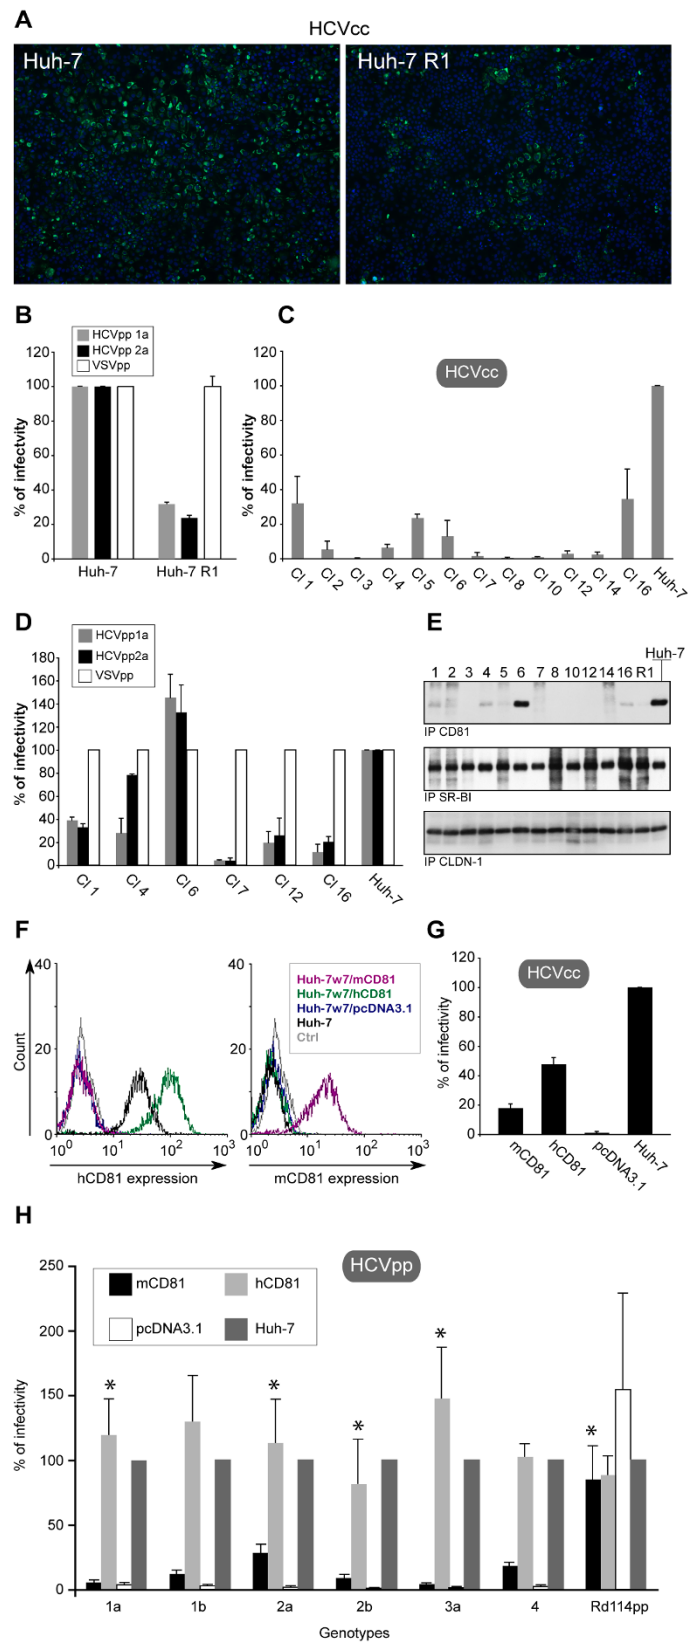 A
HCVcc
Huh-7
Huh-7 R1
B
HCVpp 1a
HCVpp 2a
VSVpp
120
100
80
60
40
20
0
% of infectivity
Huh-7
Huh-7 R1
C
HCVcc
120
100
80
60
40
20
0
% of infectivity
Cl 1
Cl 2
Cl 3
Cl 4
Cl 5
Cl 6
Cl 7
Cl 8
Cl 10
Cl 12
Cl 14
Cl 16
Huh-7
D
HCVpp1a
HCVpp2a
VSVpp
180
160
140
120
100
80
60
40
20
0
% of infectivity
Cl 1
Cl 4
Cl 6
Cl 7
Cl 12
Cl 16
Huh-7
E
Huh-7
1 2 3 4 5 6 7 8 10 12 14 16 R1
IP CD81
IP SR-BI
IP CLDN-1
F
40
20
0
Count
10⁰ 10¹ 10² 10³
hCD81 expression
40
20
0
Huh-7w7/mCD81
Huh-7w7/hCD81
Huh-7w7/pcDNA3.1
Huh-7
Ctrl
10⁰ 10¹ 10² 10³
mCD81 expression
G
HCVcc
120
100
80
60
40
20
0
% of infectivity
mCD81
hCD81
pcDNA3.1
Huh-7
H
HCVpp
mCD81
hCD81
pcDNA3.1
Huh-7
250
200
150
100
50
0
% of infectivity
* * * * *
1a 1b 2a 2b 3a 4 Rd114pp
Genotypes